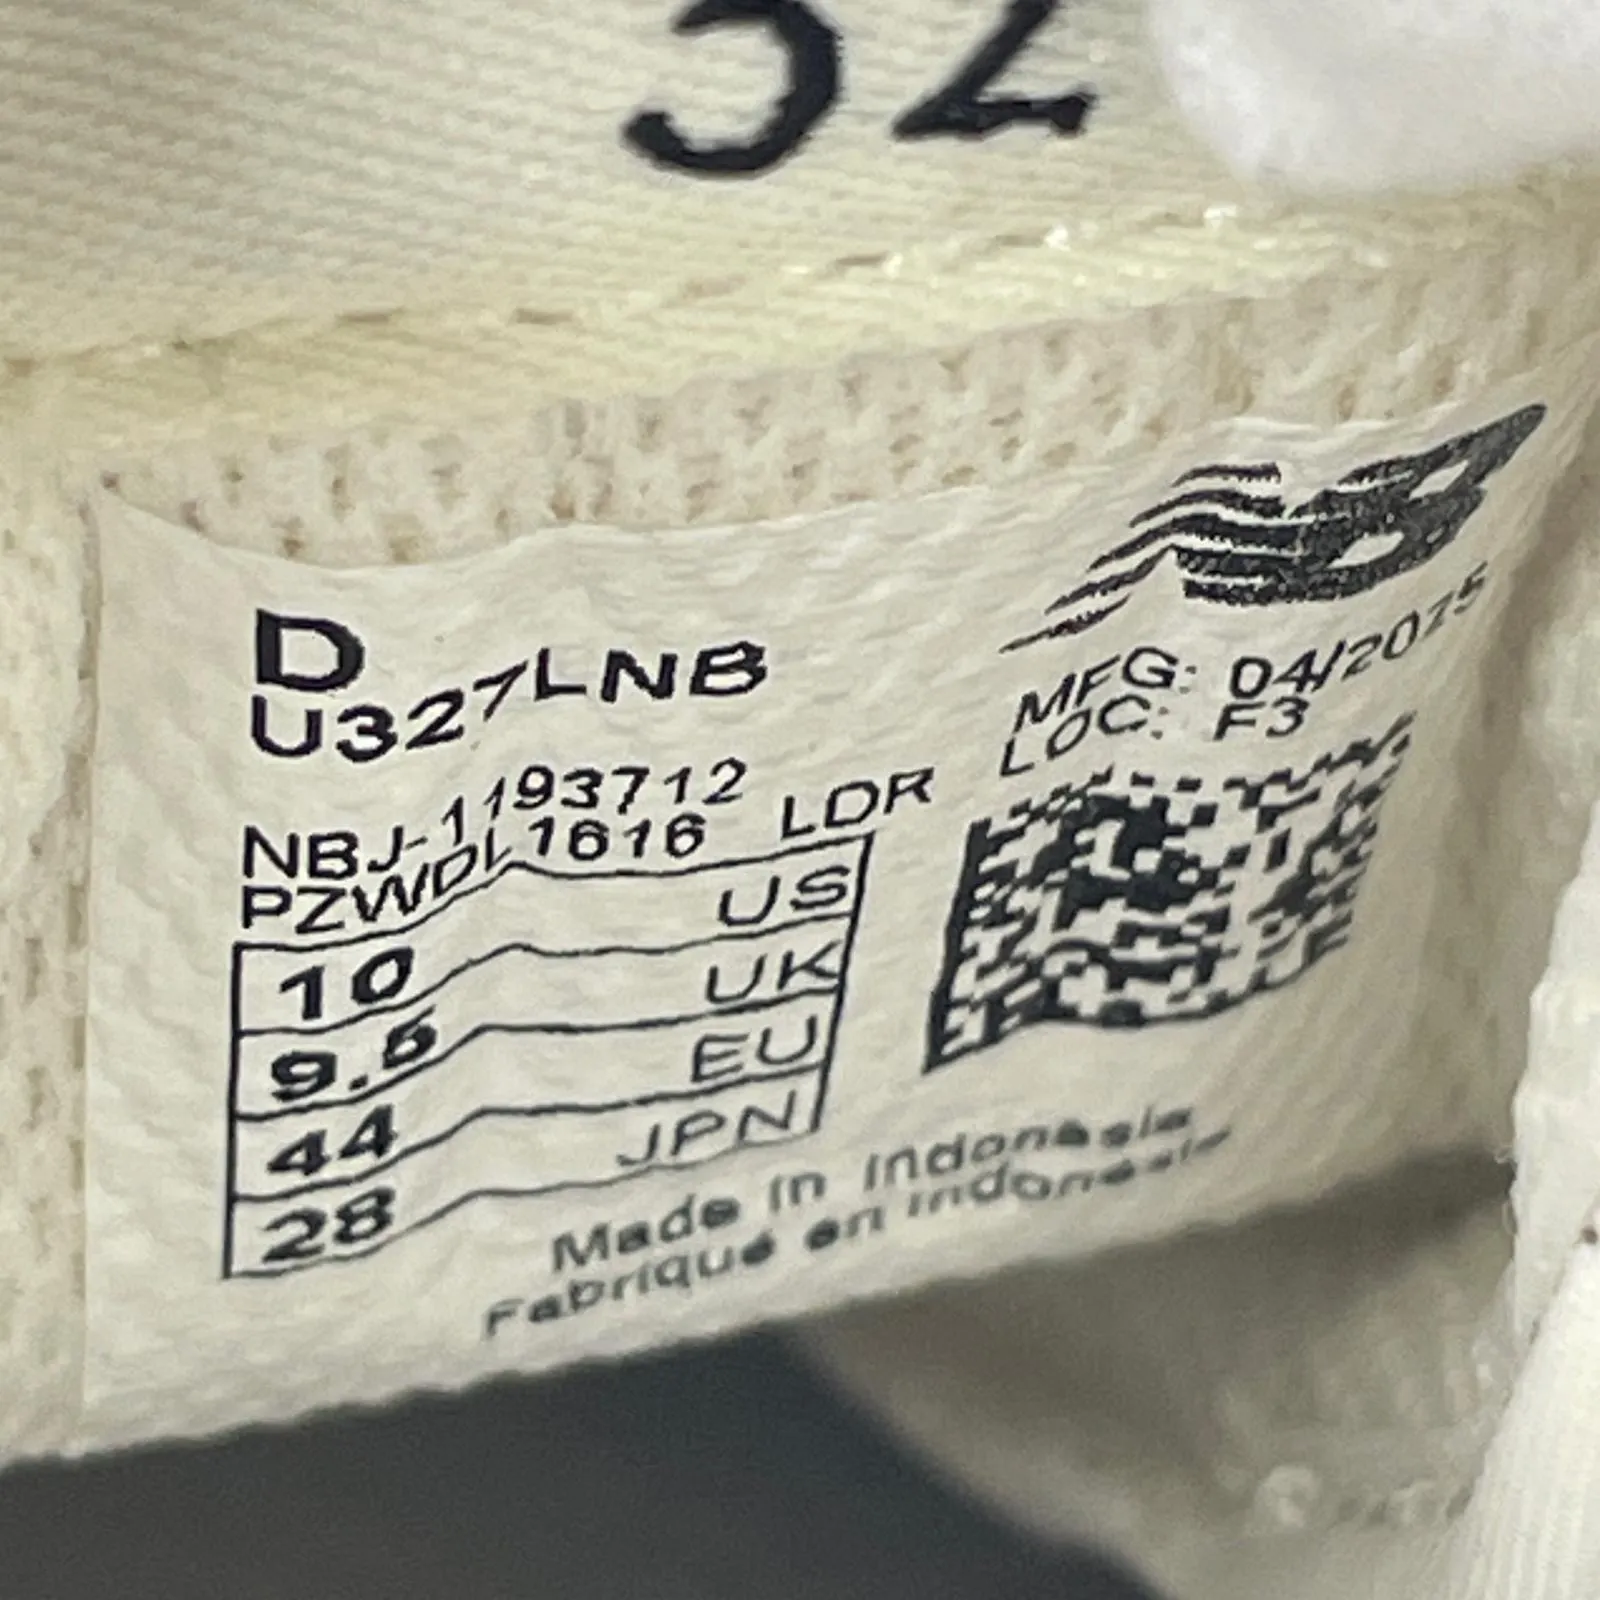 32
D
U327LNB
NBJ-1193712
PZWDL1616 LDR
10 US
9.5 UK
44 EU
28 JPN
MFG: 04/2025
LOC: F3
Made in Indonesia
Fabriqué en Indonésie